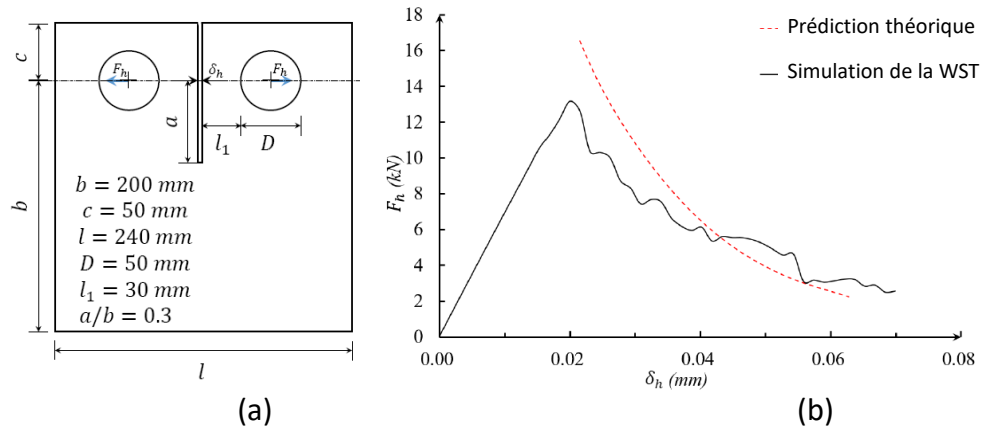 c
F_h
δ_h
F_h
a
l_1
D
b
b = 200 mm
c = 50 mm
l = 240 mm
D = 50 mm
l_1 = 30 mm
a/b = 0.3
l
(a)
18
16
14
12
10
8
6
4
2
0
F_h (kN)
Prédiction théorique
Simulation de la WST
0.00
0.02
0.04
0.06
0.08
δ_h (mm)
(b)